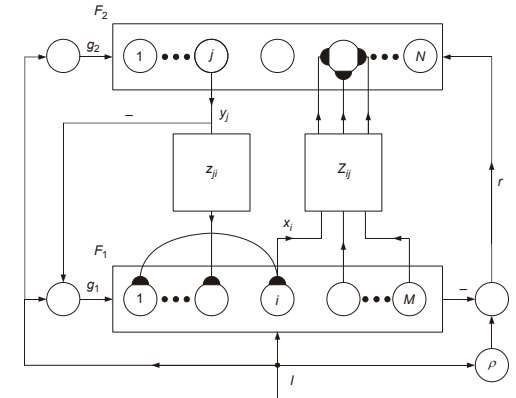 F2
g2
1 ••• j N
–
yj
zji
Zij
r
xi
F1
g1
1 ••• i ••• M
–
ρ
I